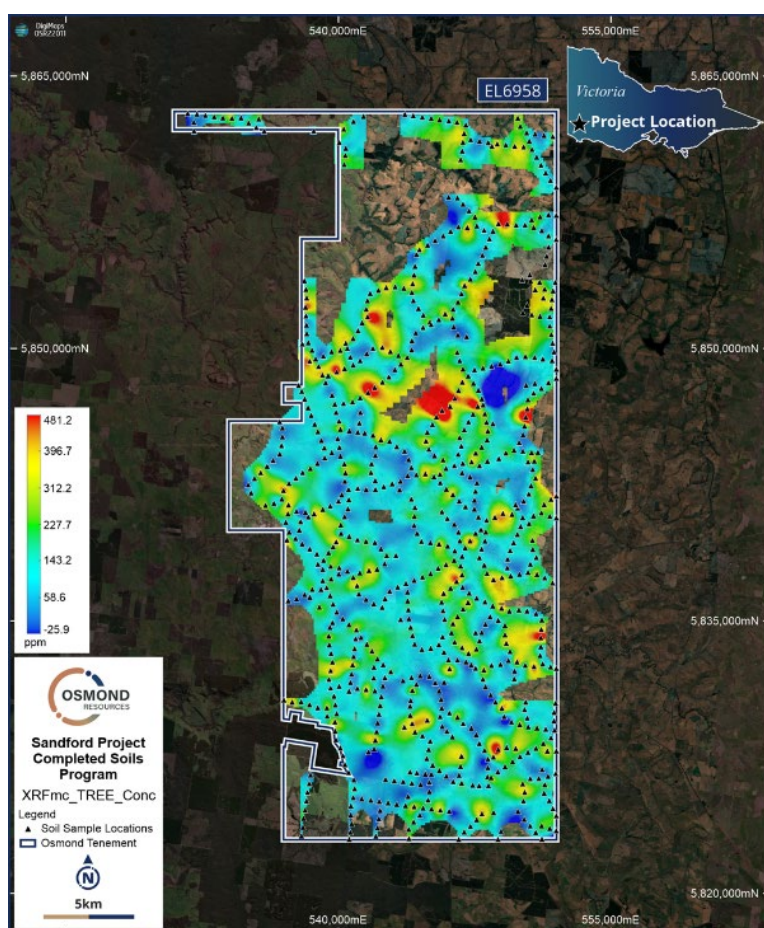 DigiMaps
OSR22011
540,000mE
555,000mE
5,865,000mN
5,865,000mN
EL6958
Victoria
Project Location
5,850,000mN
5,850,000mN
481.2
396.7
312.2
227.7
143.2
58.6
-25.9
ppm
5,835,000mN
OSMOND
RESOURCES
Sandford Project
Completed Soils
Program
XRFmc_TREE_Conc
Legend
Soil Sample Locations
Osmond Tenement
N
5km
5,820,000mN
540,000mE
555,000mE